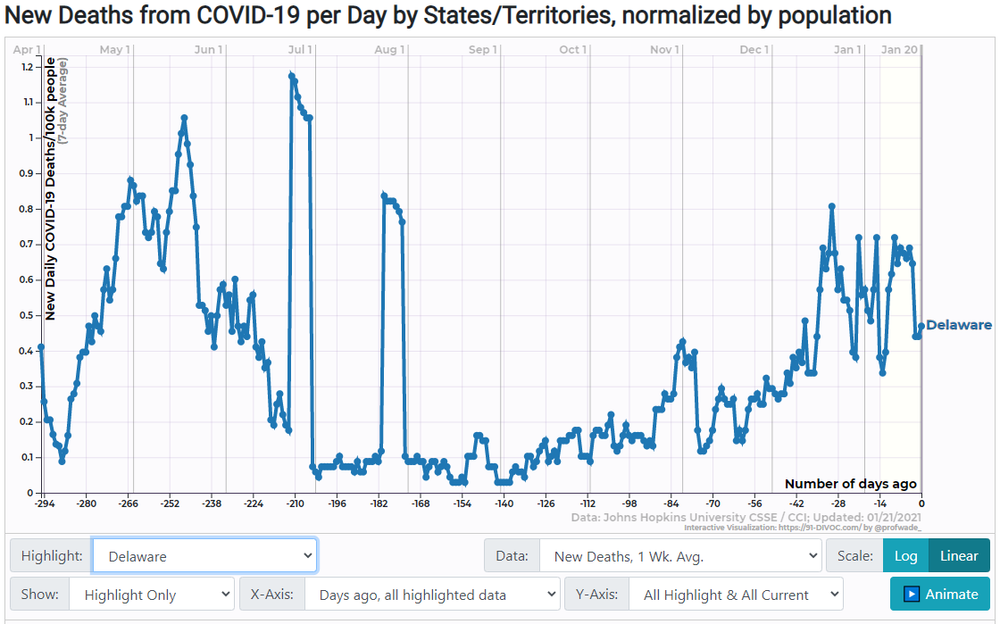 New Deaths from COVID-19 per Day by States/Territories, normalized by population
Apr 1 May 1 Jun 1 Jul 1 Aug 1 Sep 1 Oct 1 Nov 1 Dec 1 Jan 1 Jan 20
New Daily COVID-19 Deaths/100k people
(7-day Average)
1.2
1.1
1
0.9
0.8
0.7
0.6
0.5
0.4
0.3
0.2
0.1
0
Delaware
Number of days ago
-294 -280 -266 -252 -238 -224 -210 -196 -182 -168 -154 -140 -126 -112 -98 -84 -70 -56 -42 -28 -14 0
Data: Johns Hopkins University CSSE / CCI; Updated: 01/21/2021
Interactive Visualization: https://91-DIVOC.com/ by @profwade_
Highlight: Delaware Data: New Deaths, 1 Wk. Avg. Scale: Log Linear
Show: Highlight Only X-Axis: Days ago, all highlighted data Y-Axis: All Highlight & All Current Animate